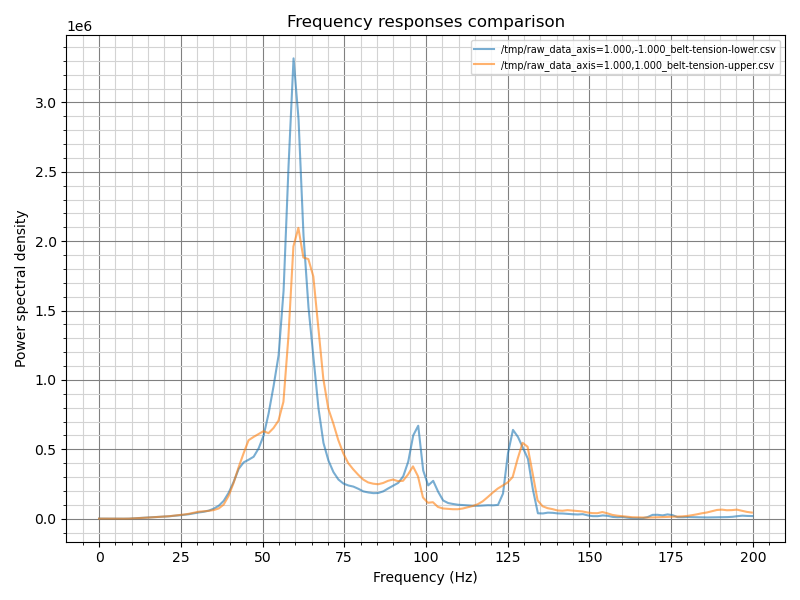 Frequency responses comparison
1e6
/tmp/raw_data_axis=1.000,-1.000_belt-tension-lower.csv
/tmp/raw_data_axis=1.000,1.000_belt-tension-upper.csv
3.0
2.5
2.0
1.5
1.0
0.5
0.0
Power spectral density
0 25 50 75 100 125 150 175 200
Frequency (Hz)